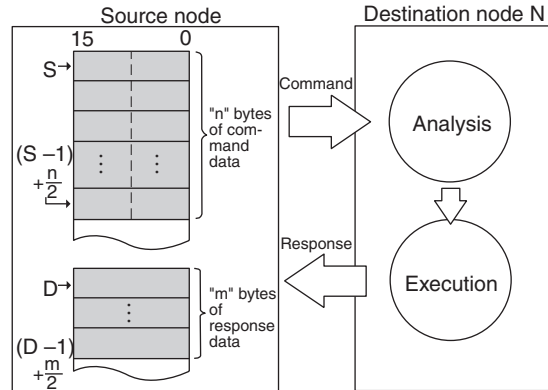 Source node
Destination node N
15 0
S
"n" bytes
of com-
mand
data
(S –1)
+n/2
Command
Analysis
Response
Execution
D
"m" bytes
of
response
data
(D –1)
+m/2